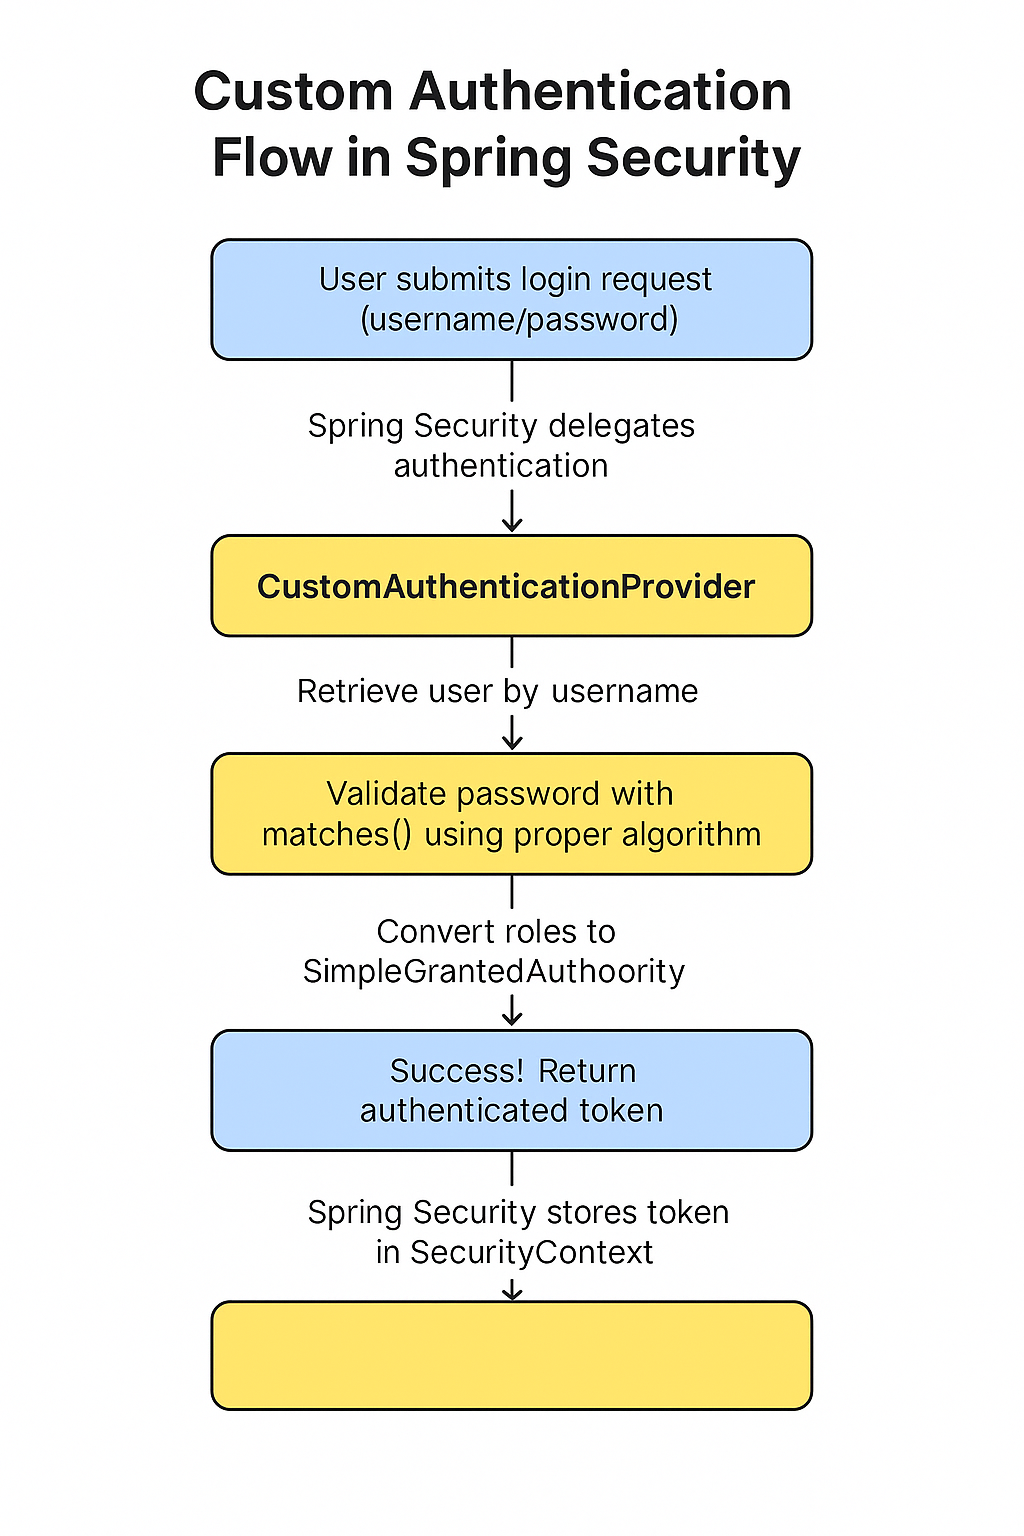 Custom Authentication
Flow in Spring Security
User submits login request
(username/password)
Spring Security delegates
authentication
CustomAuthenticationProvider
Retrieve user by username
Validate password with
matches() using proper algorithm
Convert roles to
SimpleGrantedAuthoority
Success! Return
authenticated token
Spring Security stores token
in SecurityContext